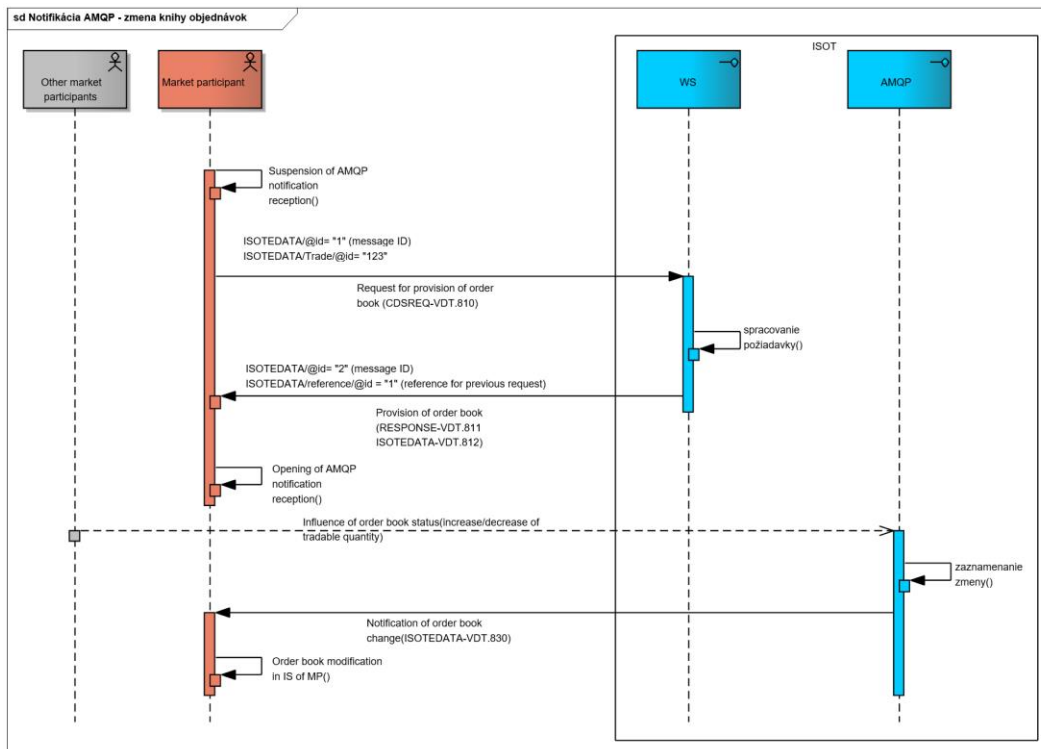 sd Notifikácia AMQP - zmena knihy objednávok
ISOT
Other market
participants
Market participant
WS
AMQP
Suspension of AMQP
notification
reception()
ISOTEDATA/@id= "1" (message ID)
ISOTEDATA/Trade/@id= "123"
Request for provision of order
book (CDSREQ-VDT.810)
spracovanie
požiadavky()
ISOTEDATA/@id= "2" (message ID)
ISOTEDATA/reference/@id = "1" (reference for previous request)
Provision of order book
(RESPONSE-VDT.811
ISOTEDATA-VDT.812)
Opening of AMQP
notification
reception()
Influence of order book status(increase/decrease of
tradable quantity)
zaznamenanie
zmeny()
Notification of order book
change(ISOTEDATA-VDT.830)
Order book modification
in IS of MP()